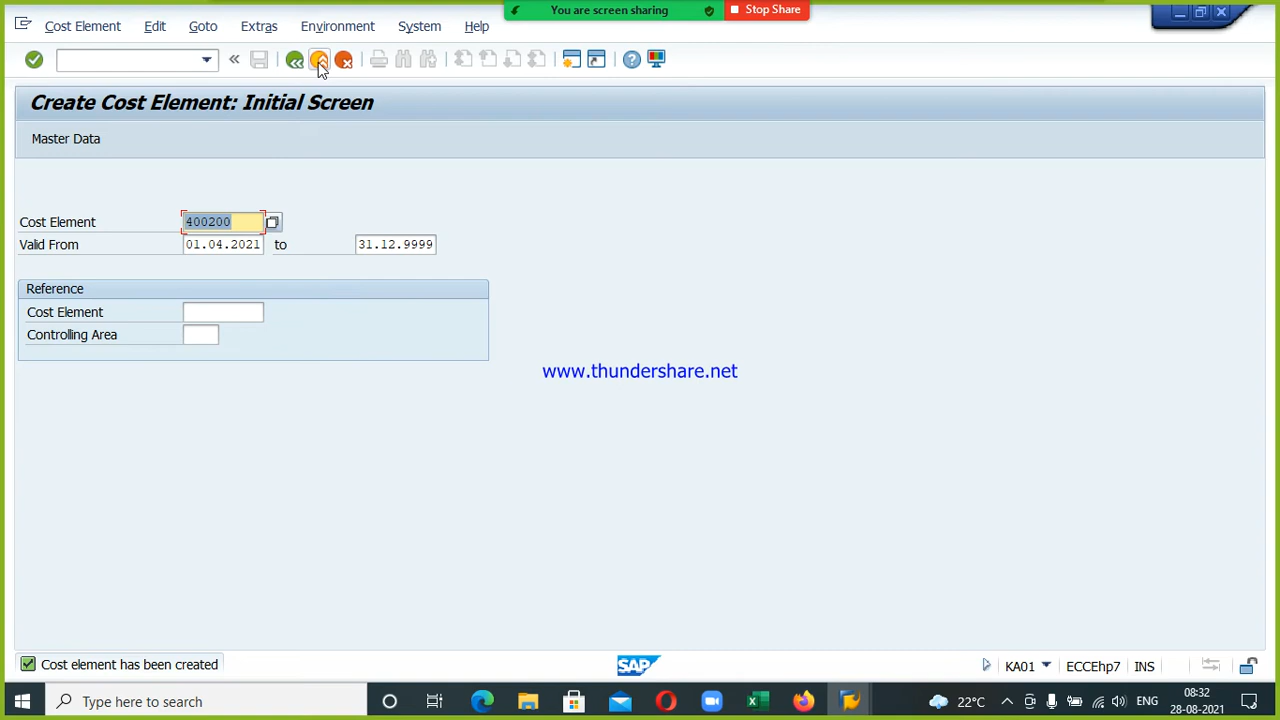 You are screen sharing
Stop Share
Cost Element Edit Goto Extras Environment System Help
Create Cost Element: Initial Screen
Master Data
Cost Element 400200
Valid From 01.04.2021 to 31.12.9999
Reference
Cost Element
Controlling Area
www.thundershare.net
Cost element has been created
SAP
KA01 ECCEhp7 INS
Type here to search
22°C
ENG
08:32
28-08-2021